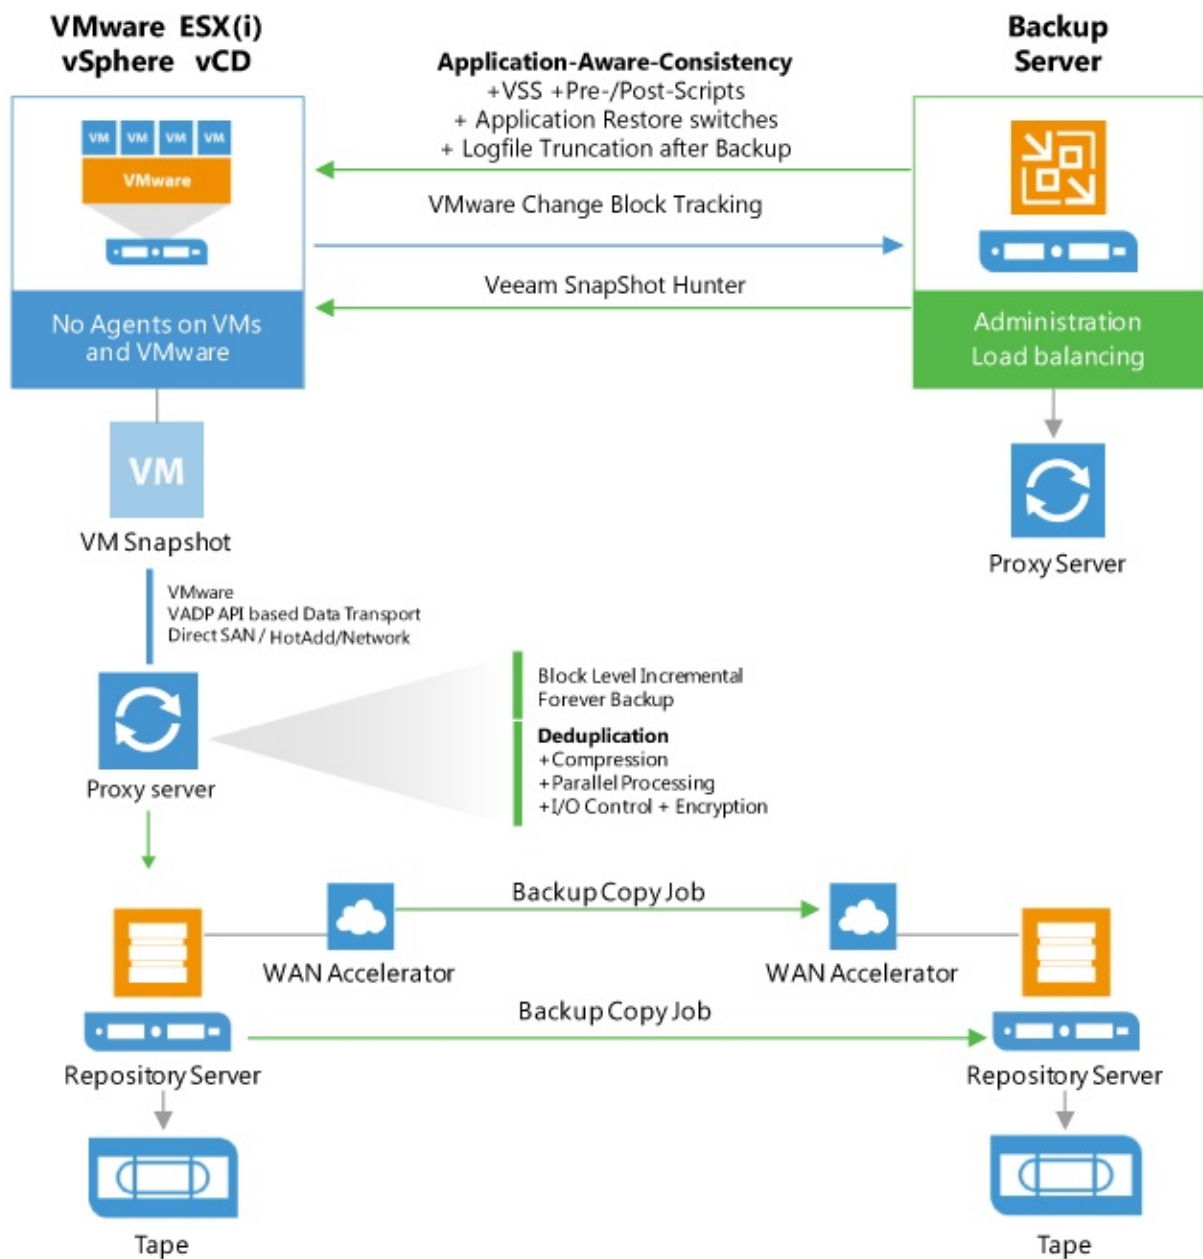 VMware ESX(i)
vSphere vCD
Backup
Server
Application-Aware-Consistency
+VSS +Pre-/Post-Scripts
+ Application Restore switches
+ Logfile Truncation after Backup
VM VM VM VM
VMware
VMware Change Block Tracking
Veeam SnapShot Hunter
No Agents on VMs
and VMware
Administration
Load balancing
VM
VM Snapshot
Proxy Server
VMware
VADP API based Data Transport
Direct SAN / HotAdd/Network
Block Level Incremental
Forever Backup
Deduplication
+Compression
+Parallel Processing
+I/O Control + Encryption
Proxy server
Backup Copy Job
WAN Accelerator
WAN Accelerator
Backup Copy Job
Repository Server
Repository Server
Tape
Tape